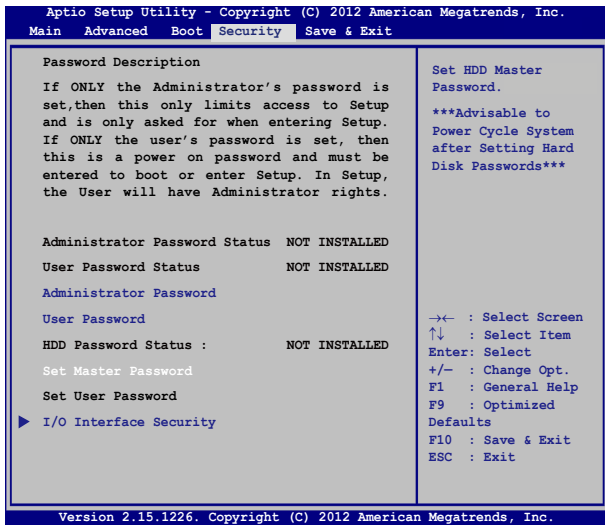 Aptio Setup Utility - Copyright (C) 2012 American Megatrends, Inc.
Main Advanced Boot Security Save & Exit
Password Description
If ONLY the Administrator's password is
set,then this only limits access to Setup
and is only asked for when entering Setup.
If ONLY the user's password is set, then
this is a power on password and must be
entered to boot or enter Setup. In Setup,
the User will have Administrator rights.
Administrator Password Status NOT INSTALLED
User Password Status NOT INSTALLED
Administrator Password
User Password
HDD Password Status : NOT INSTALLED
Set Master Password
Set User Password
I/O Interface Security
Set HDD Master
Password.
***Advisable to
Power Cycle System
after Setting Hard
Disk Passwords***
→← : Select Screen
↑↓ : Select Item
Enter: Select
+/— : Change Opt.
F1 : General Help
F9 : Optimized
Defaults
F10 : Save & Exit
ESC : Exit
Version 2.15.1226. Copyright (C) 2012 American Megatrends, Inc.